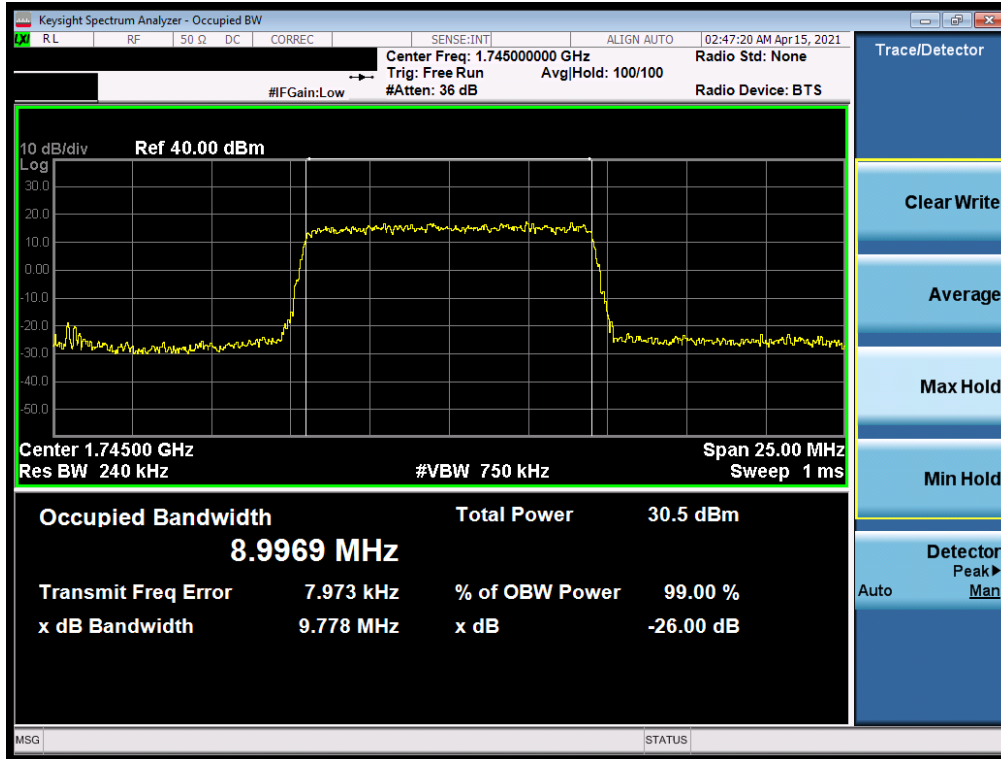 Keysight Spectrum Analyzer - Occupied BW
LXI RL RF 50 Ω DC CORREC SENSE:INT ALIGN AUTO 02:47:20 AM Apr 15, 2021
Center Freq: 1.745000000 GHz Radio Std: None
Trig: Free Run Avg|Hold: 100/100
#IFGain:Low #Atten: 36 dB Radio Device: BTS
Trace/Detector
10 dB/div Ref 40.00 dBm
Log
30.0
20.0
10.0
0.00
-10.0
-20.0
-30.0
-40.0
-50.0
Center 1.74500 GHz Span 25.00 MHz
Res BW 240 kHz #VBW 750 kHz Sweep 1 ms
Occupied Bandwidth Total Power 30.5 dBm
8.9969 MHz
Transmit Freq Error 7.973 kHz % of OBW Power 99.00 %
x dB Bandwidth 9.778 MHz x dB -26.00 dB
Clear Write
Average
Max Hold
Min Hold
Detector
Peak▶
Auto Man
MSG STATUS